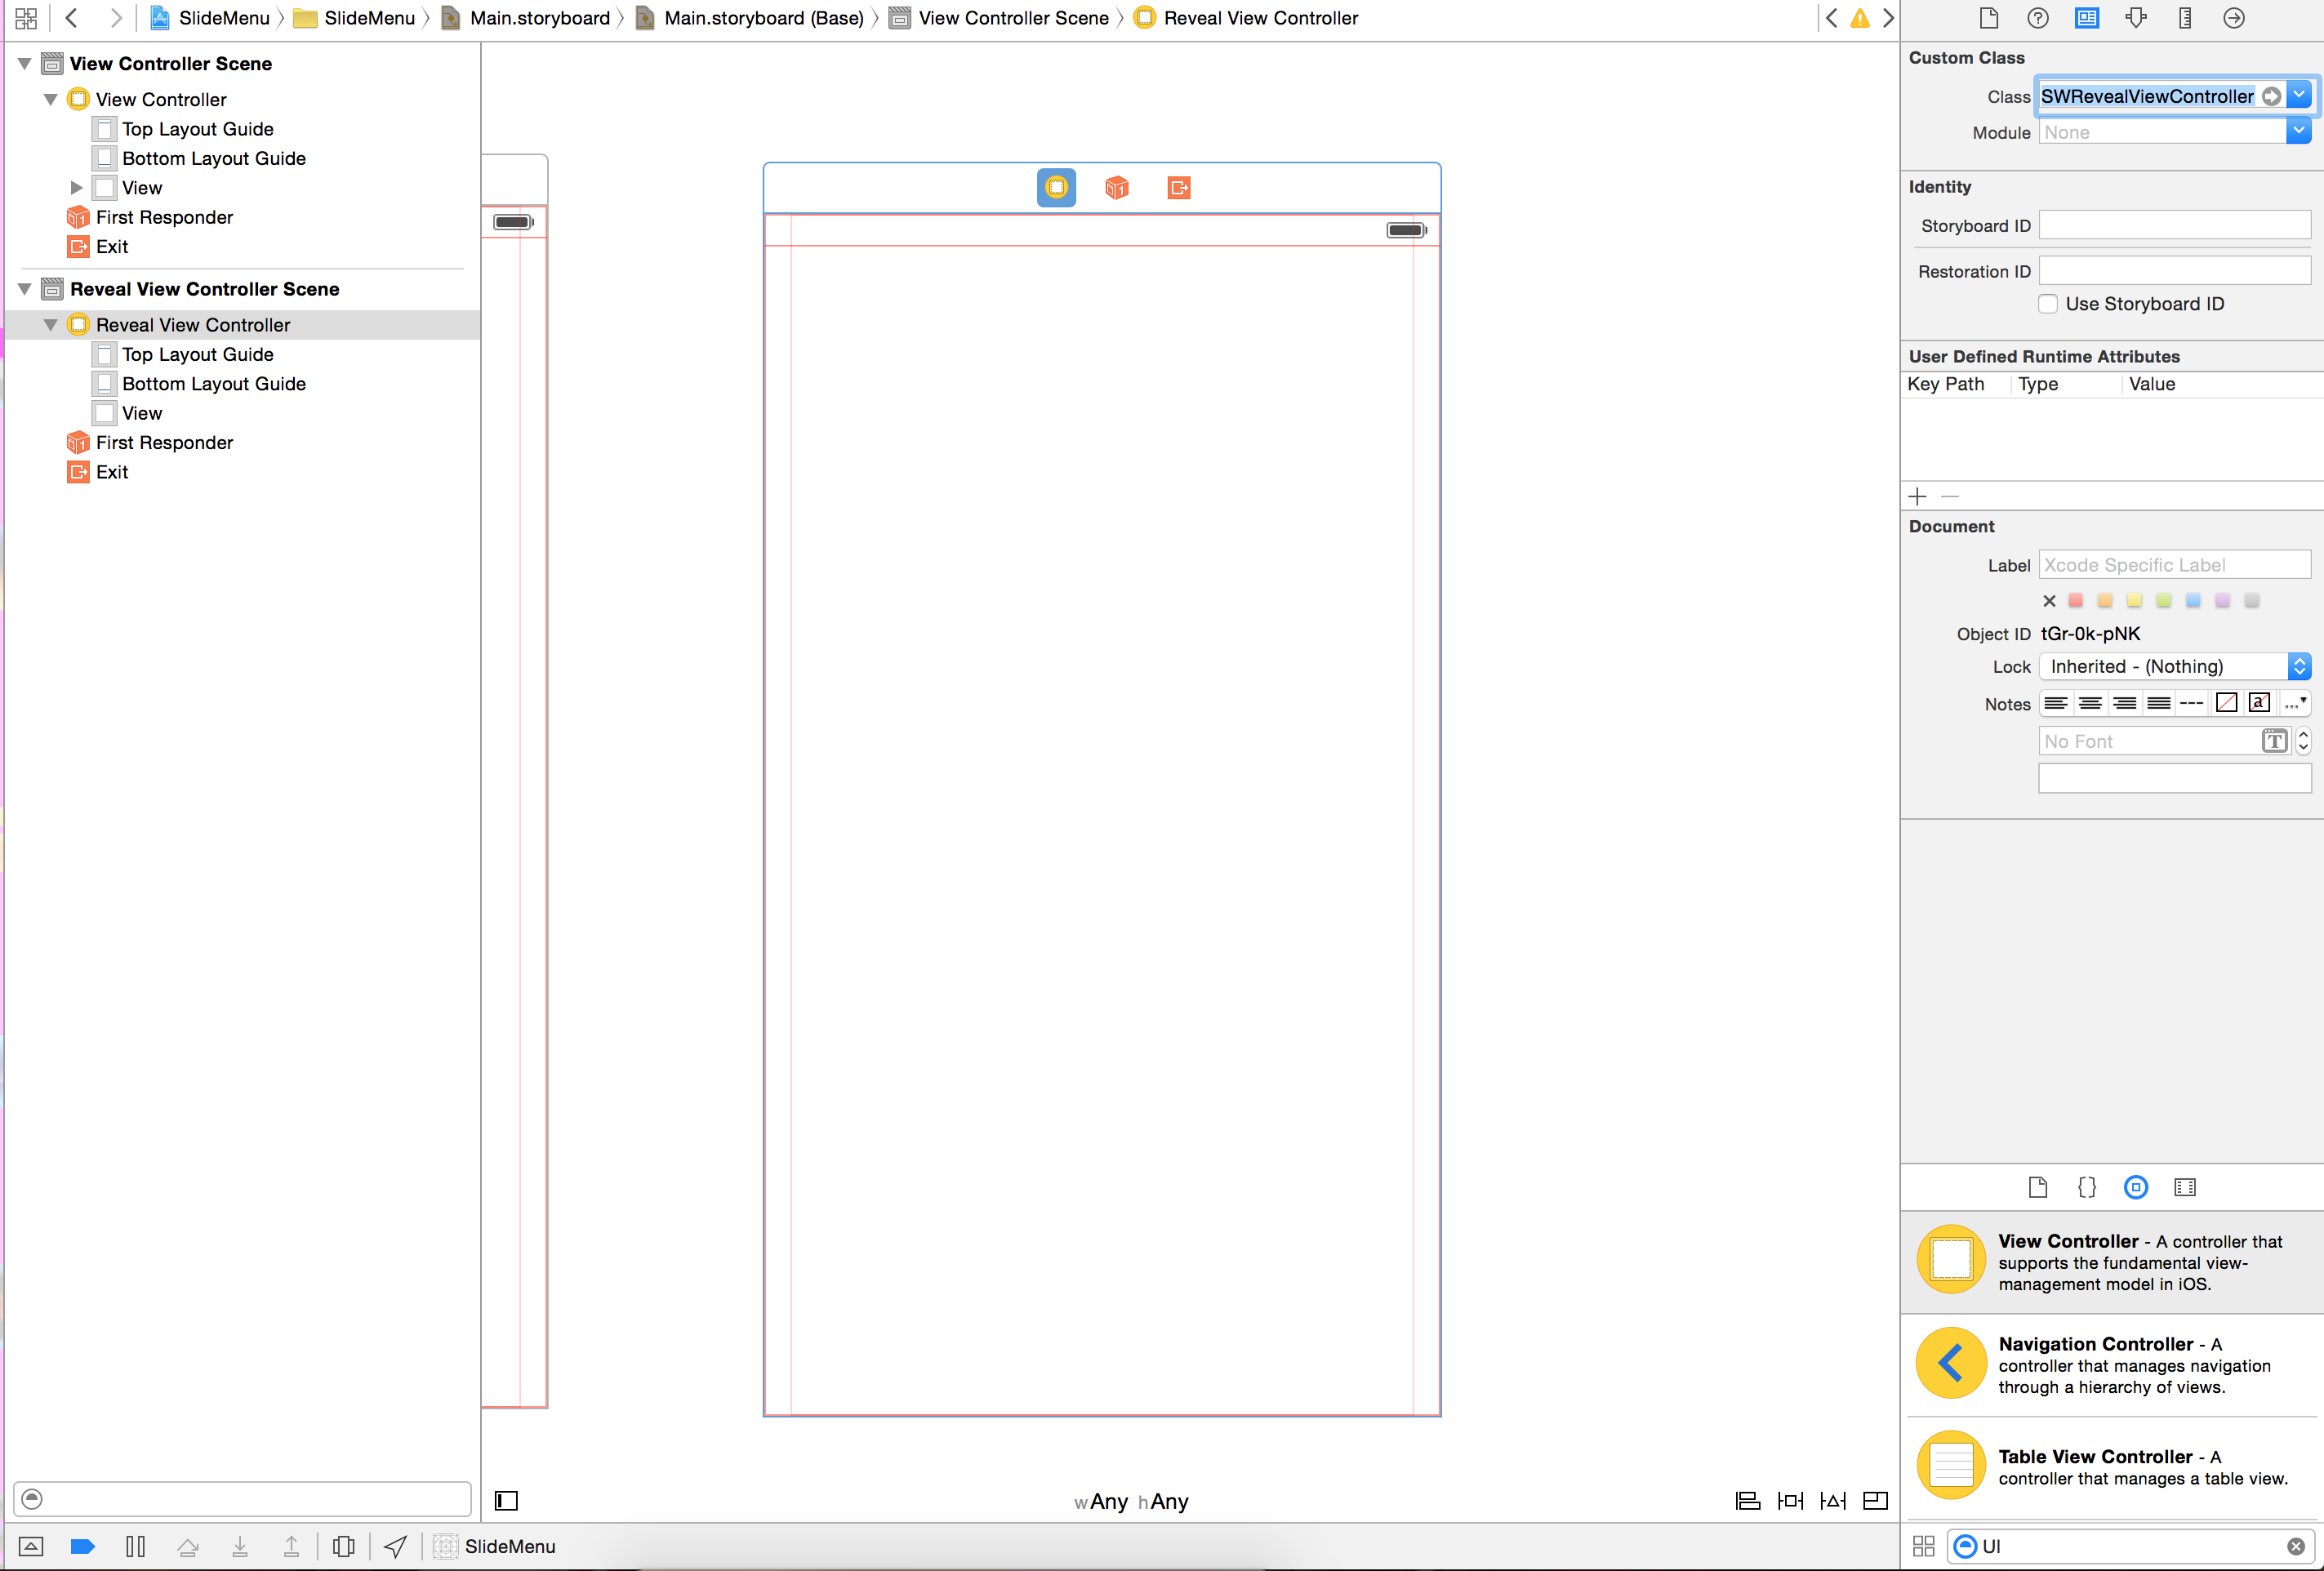 SlideMenu SlideMenu Main.storyboard Main.storyboard (Base) View Controller Scene Reveal View Controller
View Controller Scene
View Controller
Top Layout Guide
Bottom Layout Guide
View
First Responder
Exit
Reveal View Controller Scene
Reveal View Controller
Top Layout Guide
Bottom Layout Guide
View
First Responder
Exit
wAny hAny
SlideMenu
Custom Class
Class SWRevealViewController
Module None
Identity
Storyboard ID
Restoration ID
Use Storyboard ID
User Defined Runtime Attributes
Key Path Type Value
Document
Label Xcode Specific Label
Object ID tGr-0k-pNK
Lock Inherited - (Nothing)
Notes
No Font
View Controller - A controller that
supports the fundamental view-
management model in iOS.
Navigation Controller - A
controller that manages navigation
through a hierarchy of views.
Table View Controller - A
controller that manages a table view.
UI